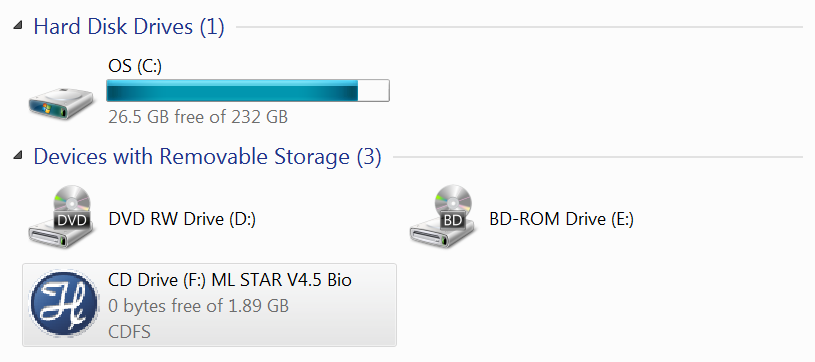 Hard Disk Drives (1)
OS (C:)
26.5 GB free of 232 GB
Devices with Removable Storage (3)
DVD
DVD RW Drive (D:)
BD
BD-ROM Drive (E:)
H
CD Drive (F:) ML STAR V4.5 Bio
0 bytes free of 1.89 GB
CDFS